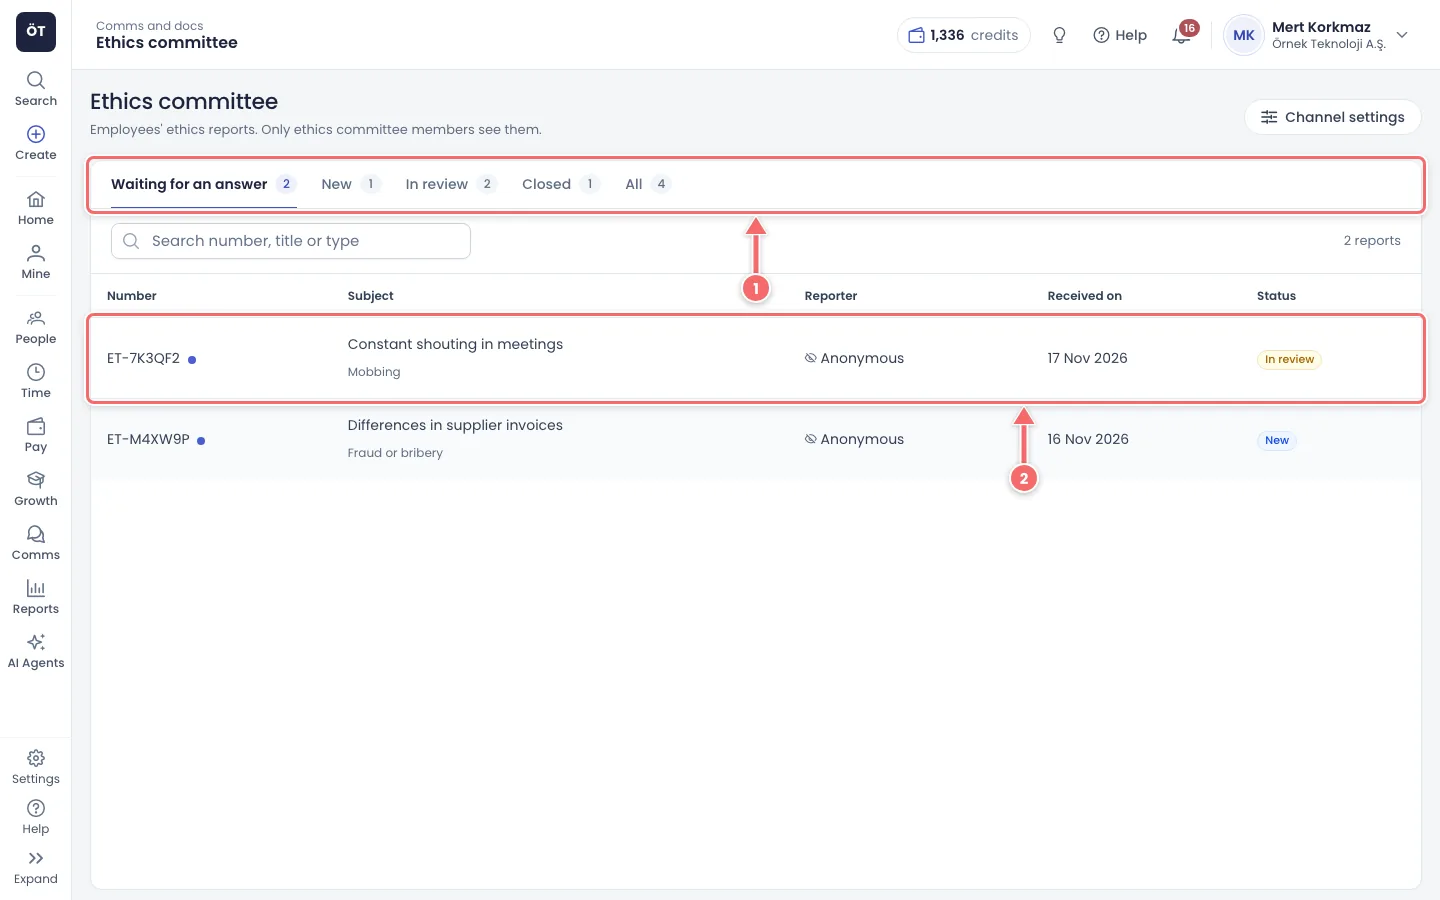 ÖT
Search
Create
Home
Mine
People
Time
Pay
Growth
Comms
Reports
AI Agents
Settings
Help
Expand
Comms and docs
Ethics committee
1,336 credits
Help
16
MK
Mert Korkmaz
Örnek Teknoloji A.Ş.
Ethics committee
Employees' ethics reports. Only ethics committee members see them.
Channel settings
Waiting for an answer 2 New 1 In review 2 Closed 1 All 4
Search number, title or type
2 reports
1
Number Subject Reporter Received on Status
ET-7K3QF2 Constant shouting in meetings Anonymous 17 Nov 2026 In review
Mobbing
ET-M4XW9P Differences in supplier invoices Anonymous 16 Nov 2026 New
Fraud or bribery
2